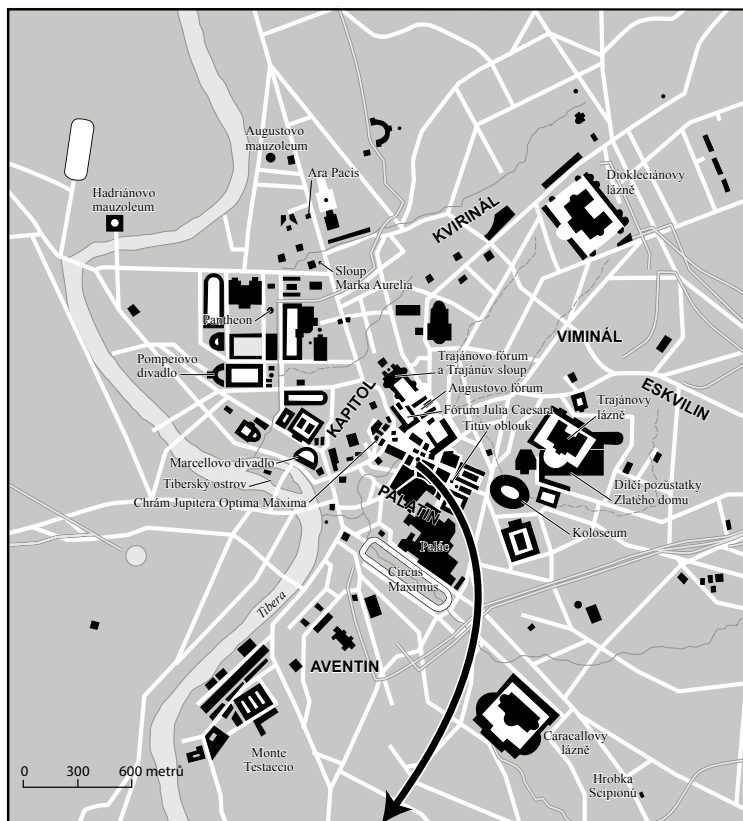 Augustovo
mauzoleum
Ara Pacis
Diokleciánovy
lázně
Hadriánovo
mauzoleum
KVIRINÁL
Sloup
Marka Aurelia
Pantheon
VIMINÁL
Pompeiovo
divadlo
Trajánovo fórum
a Trajánův sloup
ESKVILIN
KAPITOL
Augustovo fórum
Trajánovy
lázně
Fórum Julia Caesara
Titův oblouk
Marcellovo divadlo
Tiberský ostrov
Chrám Jupitera Optima Maxima
PALATIN
Dílčí pozůstatky
Zlatého domu
Koloseum
Palác
Circus
Maximus
Tibera
AVENTIN
Caracallovy
lázně
Monte
Testaccio
0 300 600 metrů
Hrobka
Scipionů